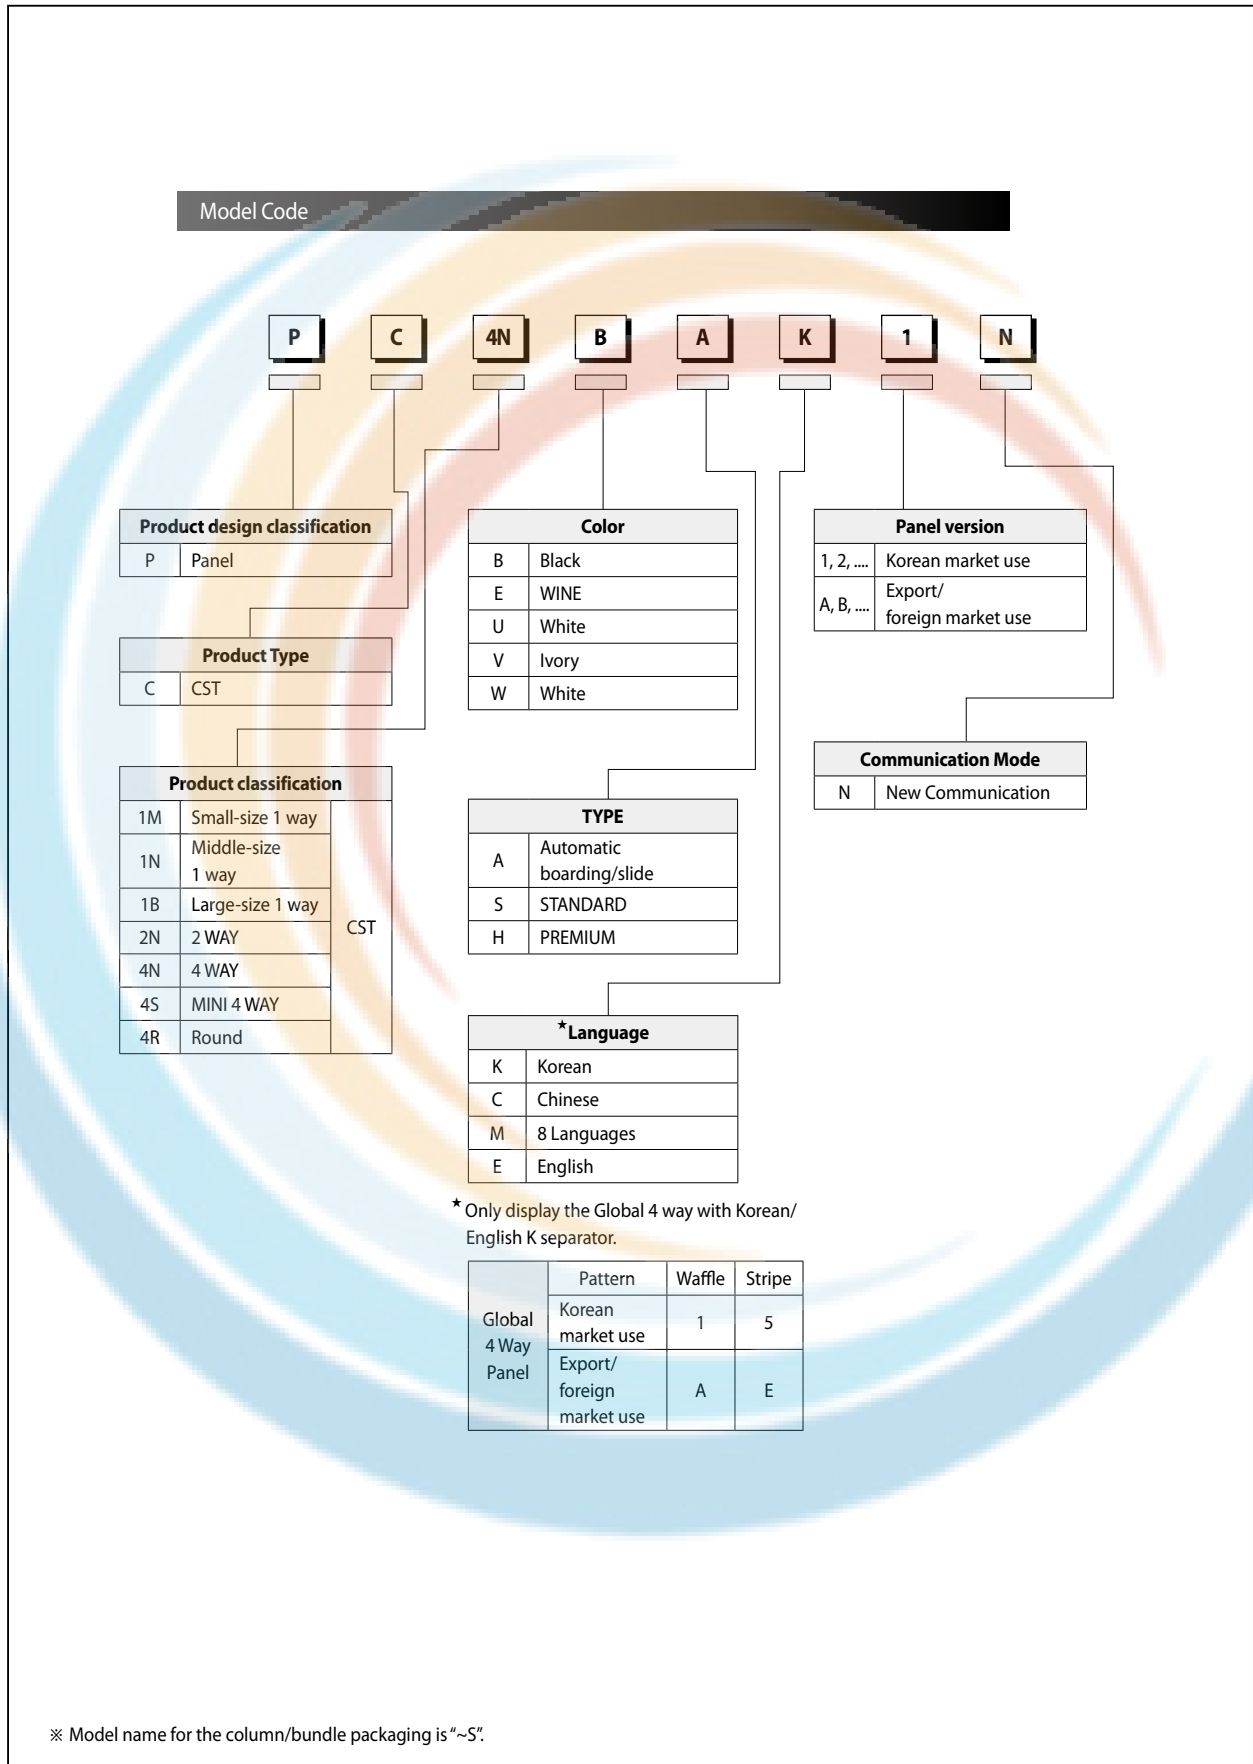 Model Code
P C 4N B A K 1 N
Product design classification
P Panel
Product Type
C CST
Product classification
1M Small-size 1 way
1N Middle-size
1 way
1B Large-size 1 way
2N 2 WAY
4N 4 WAY
4S MINI 4 WAY
4R Round
CST
Color
B Black
E WINE
U White
V Ivory
W White
TYPE
A Automatic
boarding/slide
S STANDARD
H PREMIUM
★Language
K Korean
C Chinese
M 8 Languages
E English
★ Only display the Global 4 way with Korean/
English K separator.
Global
4 Way
Panel
Pattern Waffle Stripe
Korean
market use 1 5
Export/
foreign
market use A E
Panel version
1, 2, .... Korean market use
A, B, .... Export/
foreign market use
Communication Mode
N New Communication
※ Model name for the column/bundle packaging is “~S”.